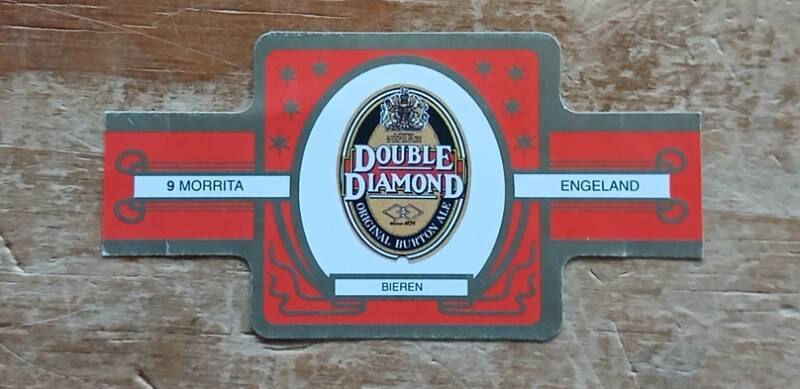 DOUBLE
DIAMOND
ORIGINAL BURTON ALE
9 MORRITA
ENGELAND
BIEREN